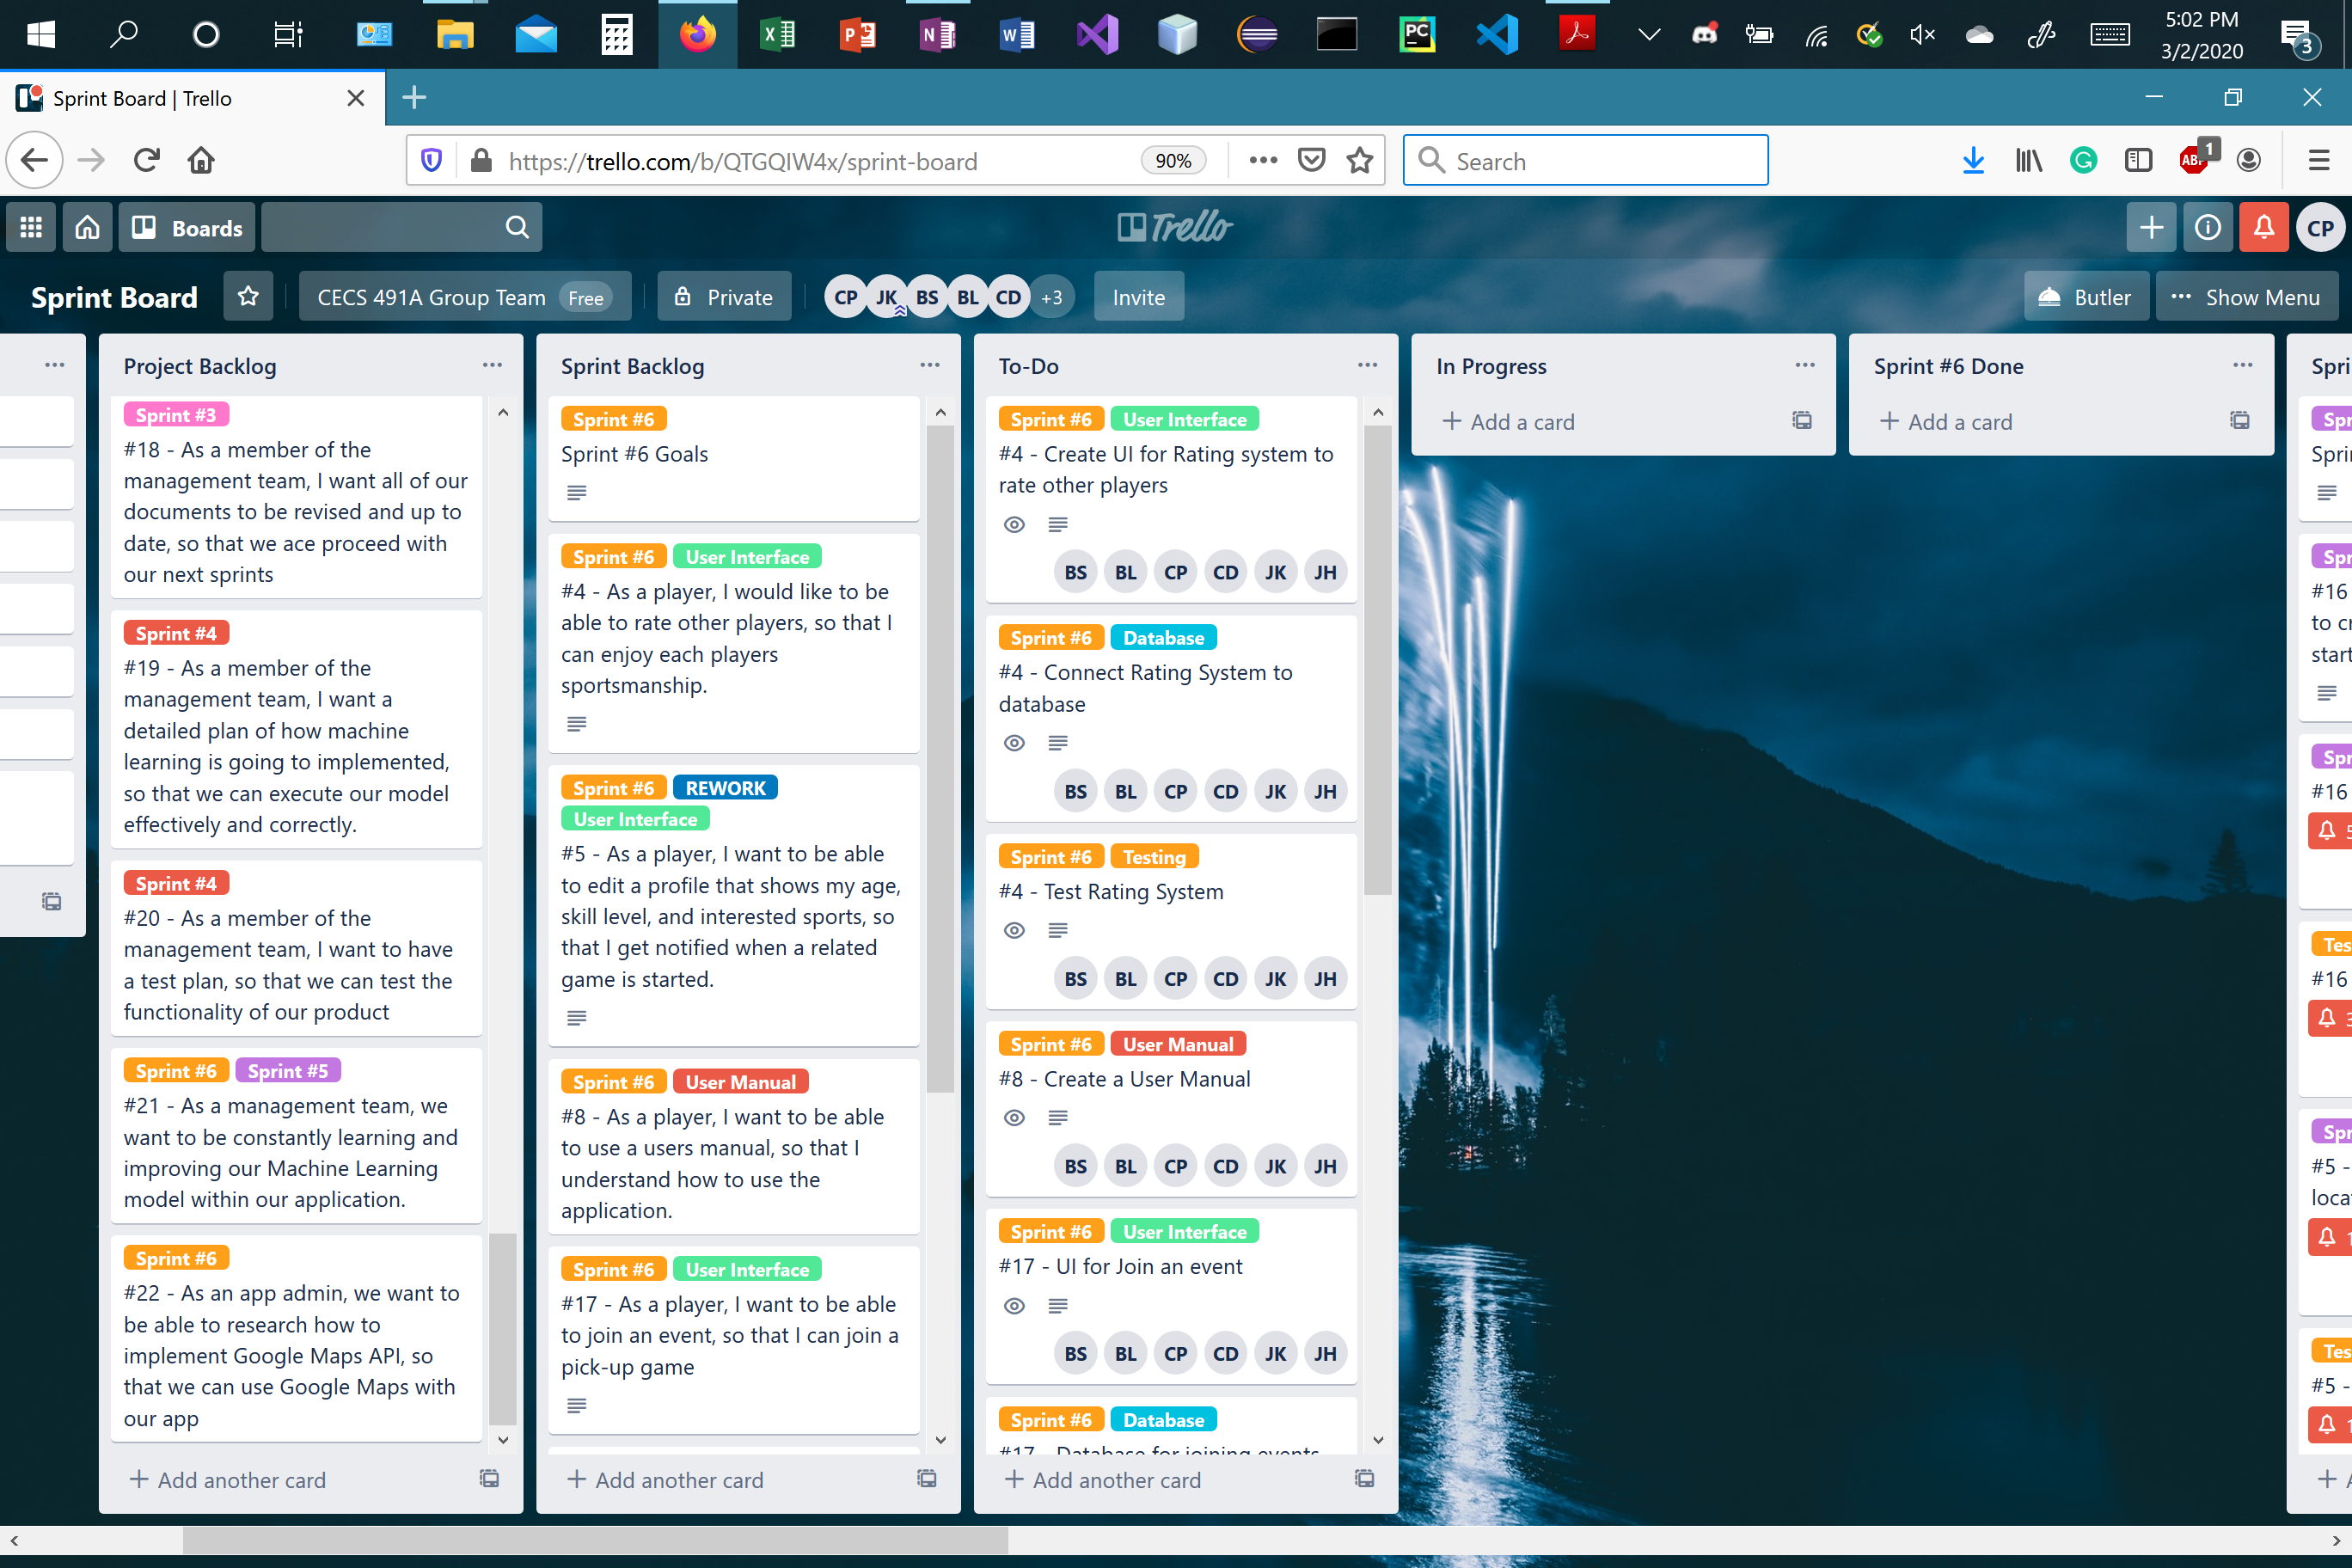 5:02 PM
3/2/2020
3
Sprint Board | Trello
https://trello.com/b/QTGQIW4x/sprint-board
90%
Search
ABP
1
Boards
Trello
CP
Sprint Board
CECS 491A Group Team Free
Private
CP JK BS BL CD +3
Invite
Butler
Show Menu
Project Backlog
Sprint #3
#18 - As a member of the
management team, I want all of our
documents to be revised and up to
date, so that we ace proceed with
our next sprints
Sprint #4
#19 - As a member of the
management team, I want a
detailed plan of how machine
learning is going to implemented,
so that we can execute our model
effectively and correctly.
Sprint #4
#20 - As a member of the
management team, I want to have
a test plan, so that we can test the
functionality of our product
Sprint #6 Sprint #5
#21 - As a management team, we
want to be constantly learning and
improving our Machine Learning
model within our application.
Sprint #6
#22 - As an app admin, we want to
be able to research how to
implement Google Maps API, so
that we can use Google Maps with
our app
+ Add another card
Sprint Backlog
Sprint #6
Sprint #6 Goals
Sprint #6 User Interface
#4 - As a player, I would like to be
able to rate other players, so that I
can enjoy each players
sportsmanship.
Sprint #6 REWORK
User Interface
#5 - As a player, I want to be able
to edit a profile that shows my age,
skill level, and interested sports, so
that I get notified when a related
game is started.
Sprint #6 User Manual
#8 - As a player, I want to be able
to use a users manual, so that I
understand how to use the
application.
Sprint #6 User Interface
#17 - As a player, I want to be able
to join an event, so that I can join a
pick-up game
+ Add another card
To-Do
Sprint #6 User Interface
#4 - Create UI for Rating system to
rate other players
BS BL CP CD JK JH
Sprint #6 Database
#4 - Connect Rating System to
database
BS BL CP CD JK JH
Sprint #6 Testing
#4 - Test Rating System
BS BL CP CD JK JH
Sprint #6 User Manual
#8 - Create a User Manual
BS BL CP CD JK JH
Sprint #6 User Interface
#17 - UI for Join an event
BS BL CP CD JK JH
Sprint #6 Database
#17 - Database for joining events
+ Add another card
In Progress
+ Add a card
Sprint #6 Done
+ Add a card
Spri
Spr
Spri
Spr
#16
to cr
start
Spr
#16
5
Tes
#16
3
Spr
#5 -
loca
1
Tes
#5 -
1